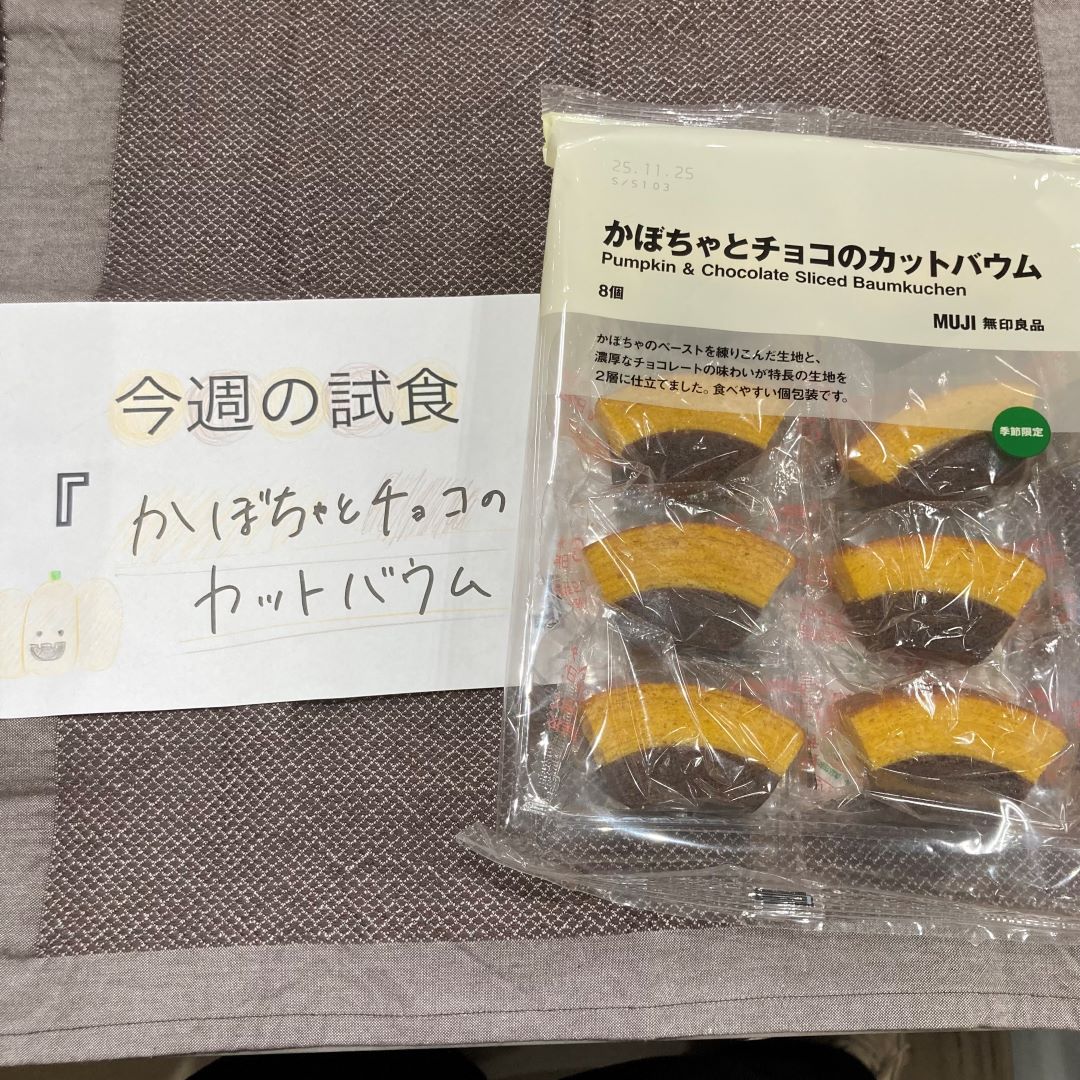 今週の試食
『かぼちゃとチョコの
カットバウム
25.11.25
S/S103
かぼちゃとチョコのカットバウム
Pumpkin & Chocolate Sliced Baumkuchen
8個
MUJI 無印良品
かぼちゃのペーストを練りこんだ生地と、
濃厚なチョコレートの味わいが特長の生地を
2層に仕立てました。食べやすい個包装です。
季節限定